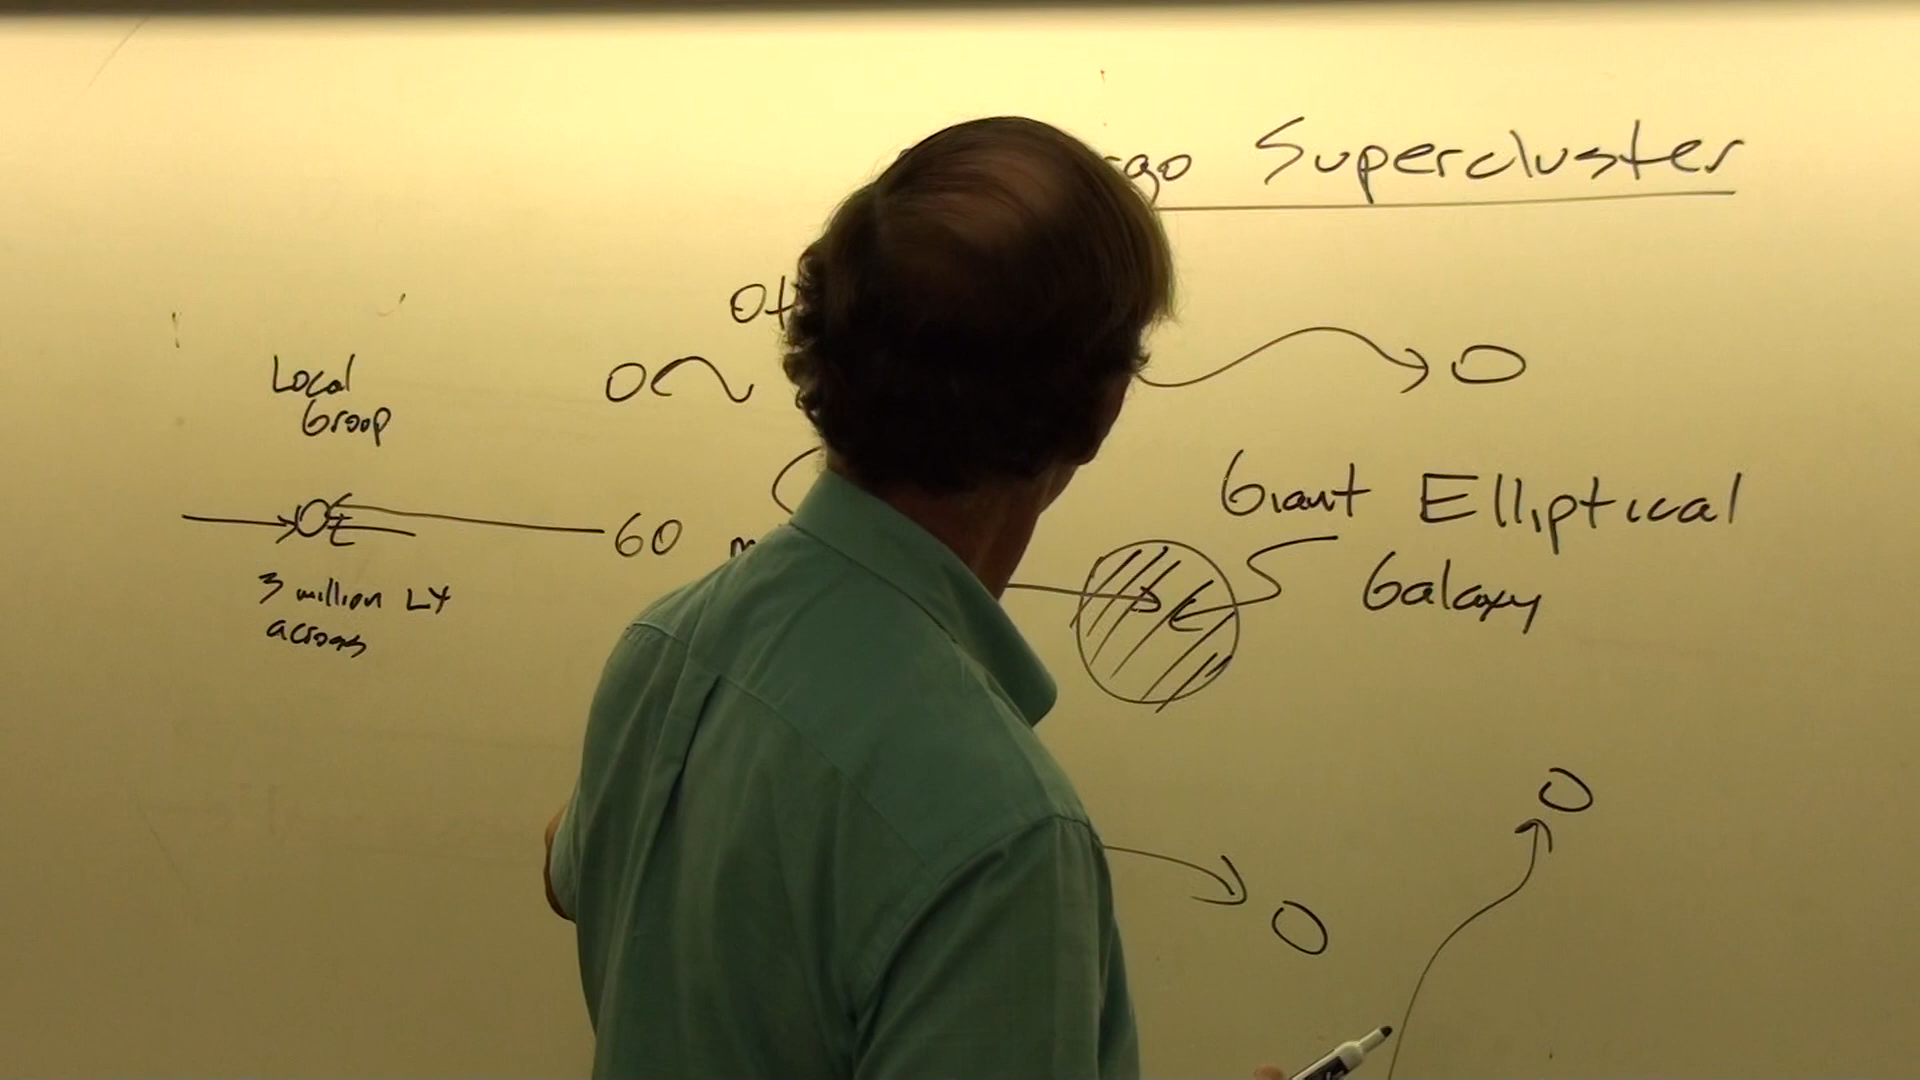 Supercluster
Local
Group
60
3 million LY
across
Giant Elliptical
Galaxy